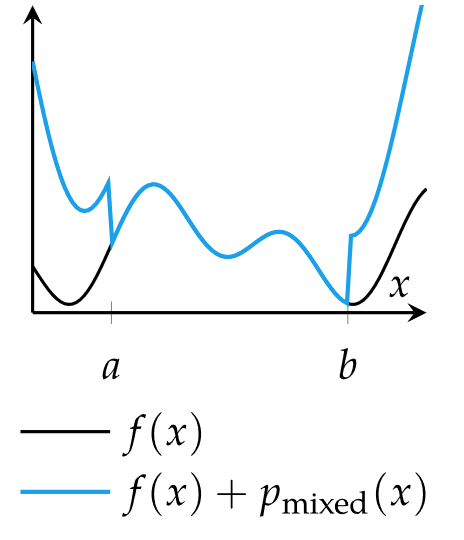 x
a b
f(x)
f(x) + p_mixed(x)